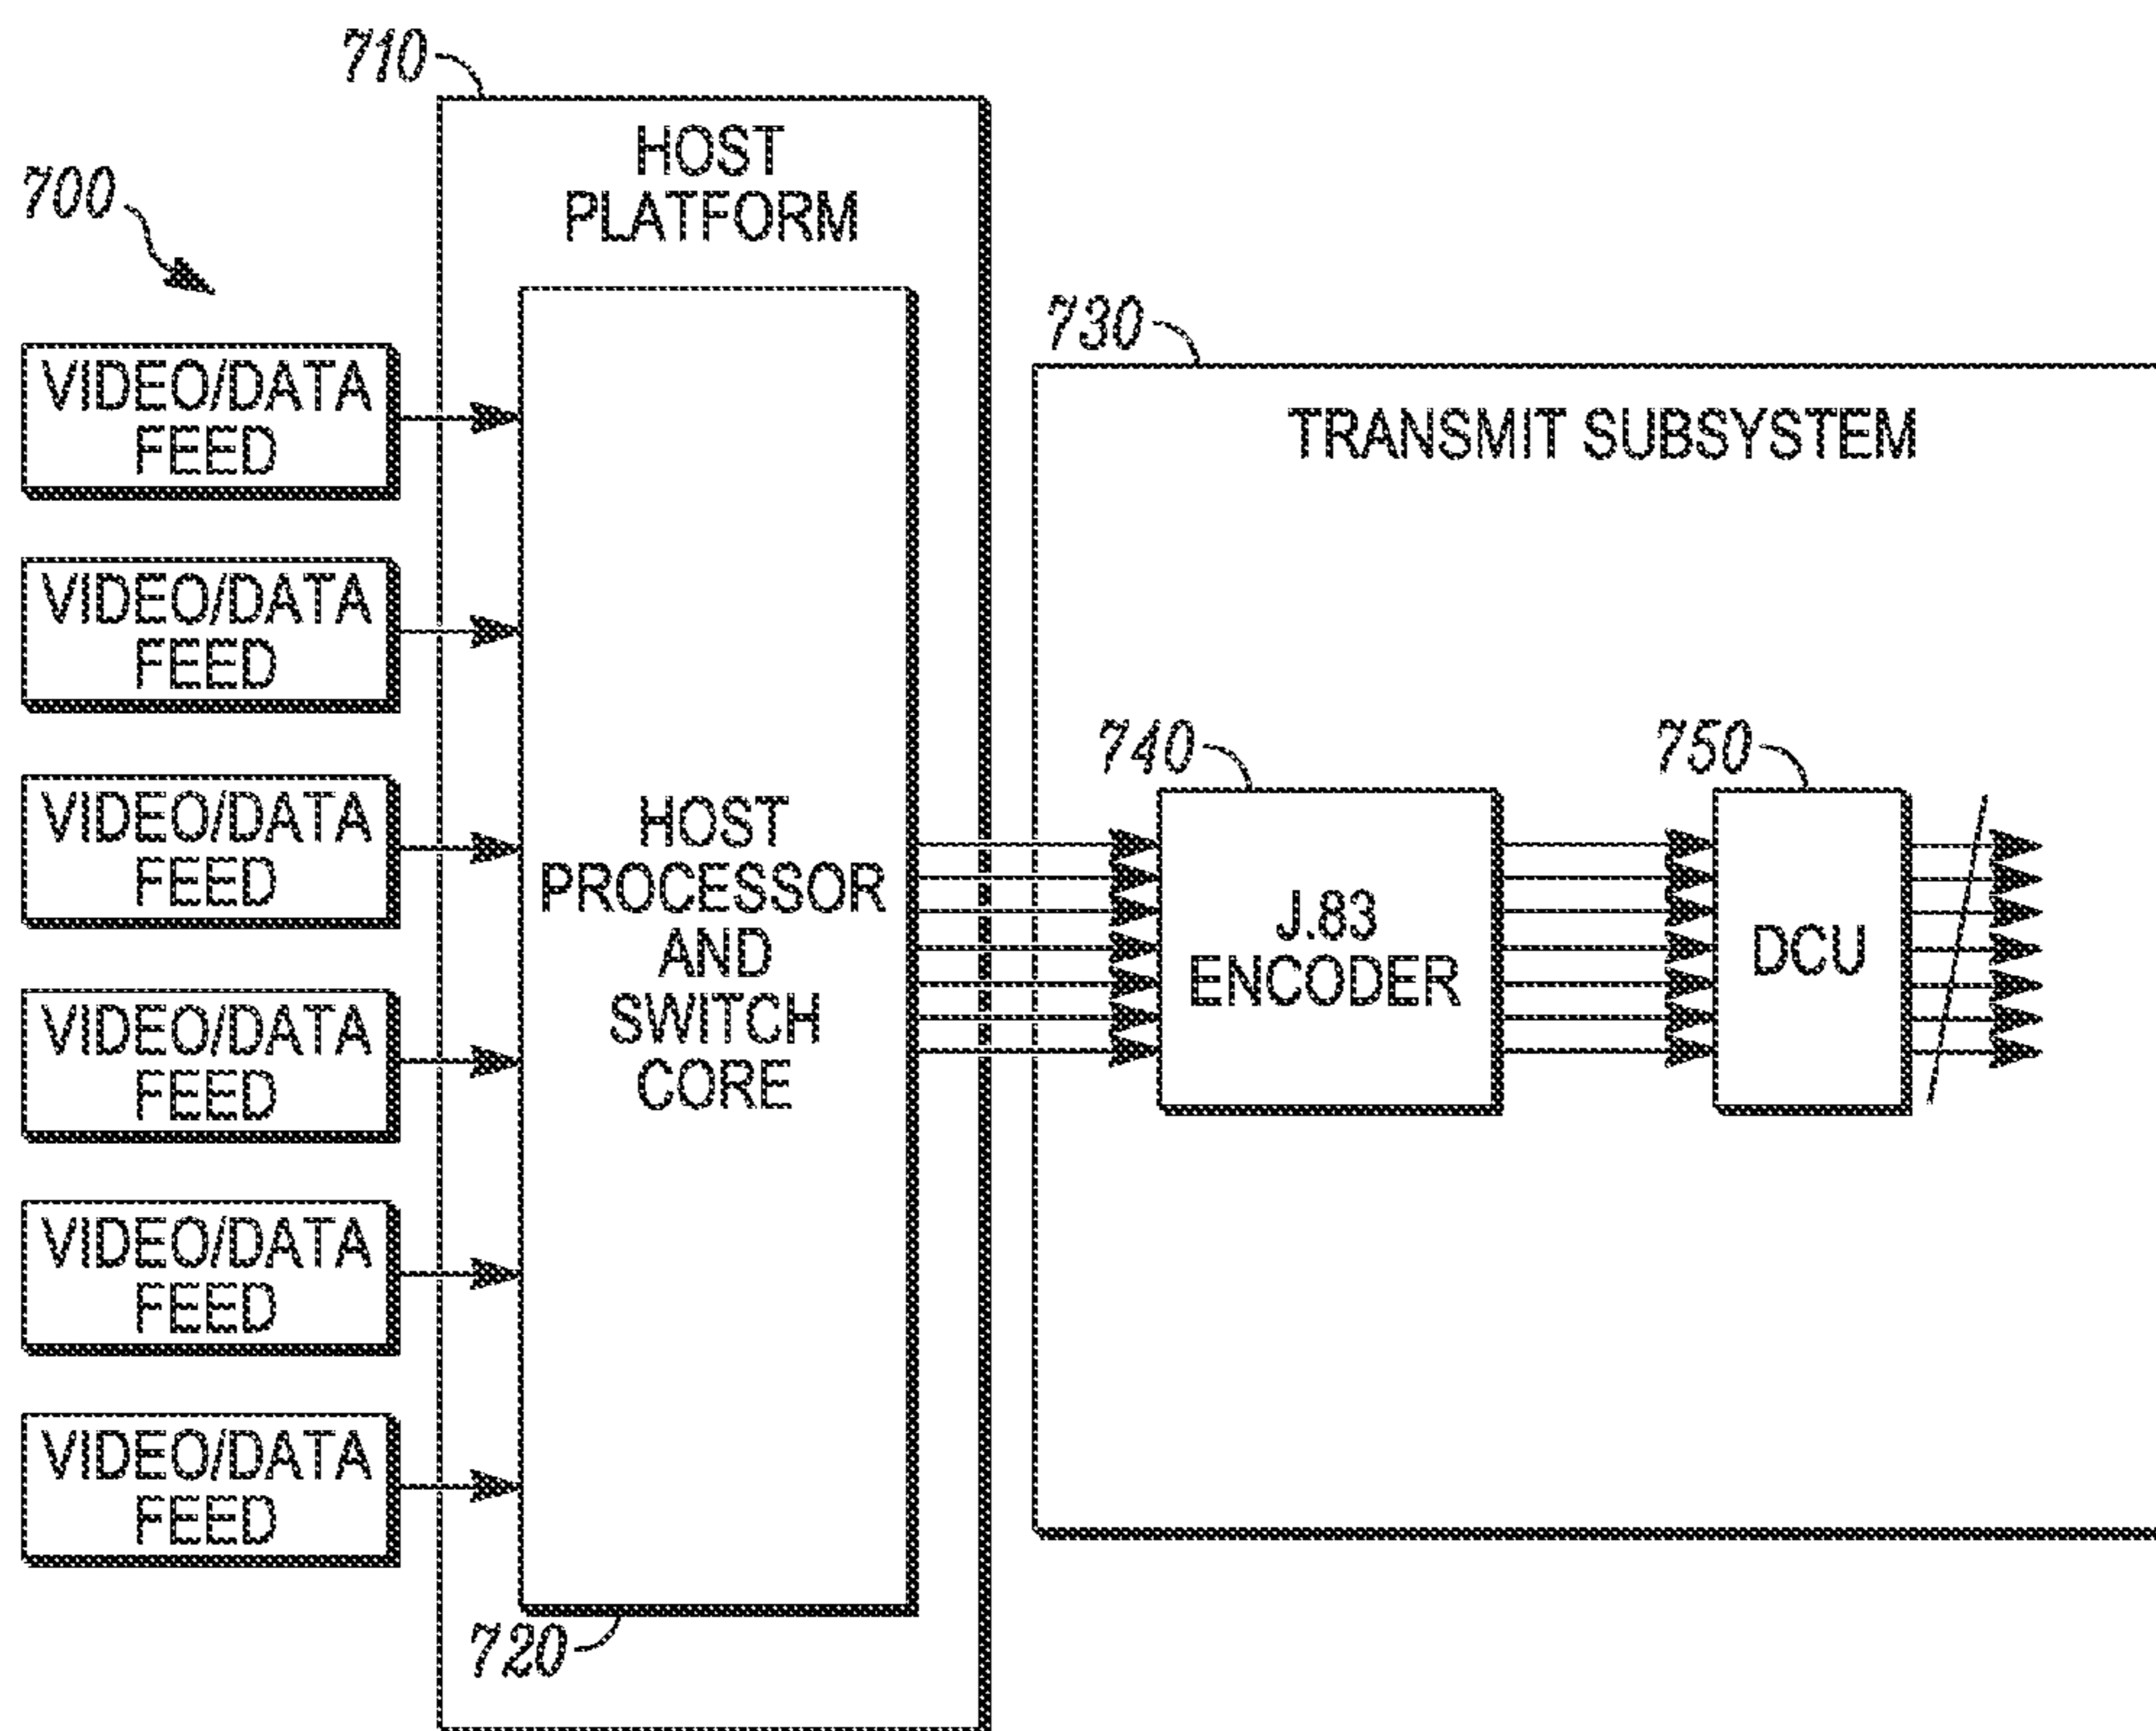 710
HOST
PLATFORM
700
730
VIDEO/DATA
FEED
TRANSMIT SUBSYSTEM
VIDEO/DATA
FEED
740
750
VIDEO/DATA
FEED
HOST
PROCESSOR
AND
SWITCH
CORE
J.83
ENCODER
DCU
VIDEO/DATA
FEED
VIDEO/DATA
FEED
VIDEO/DATA
FEED
720